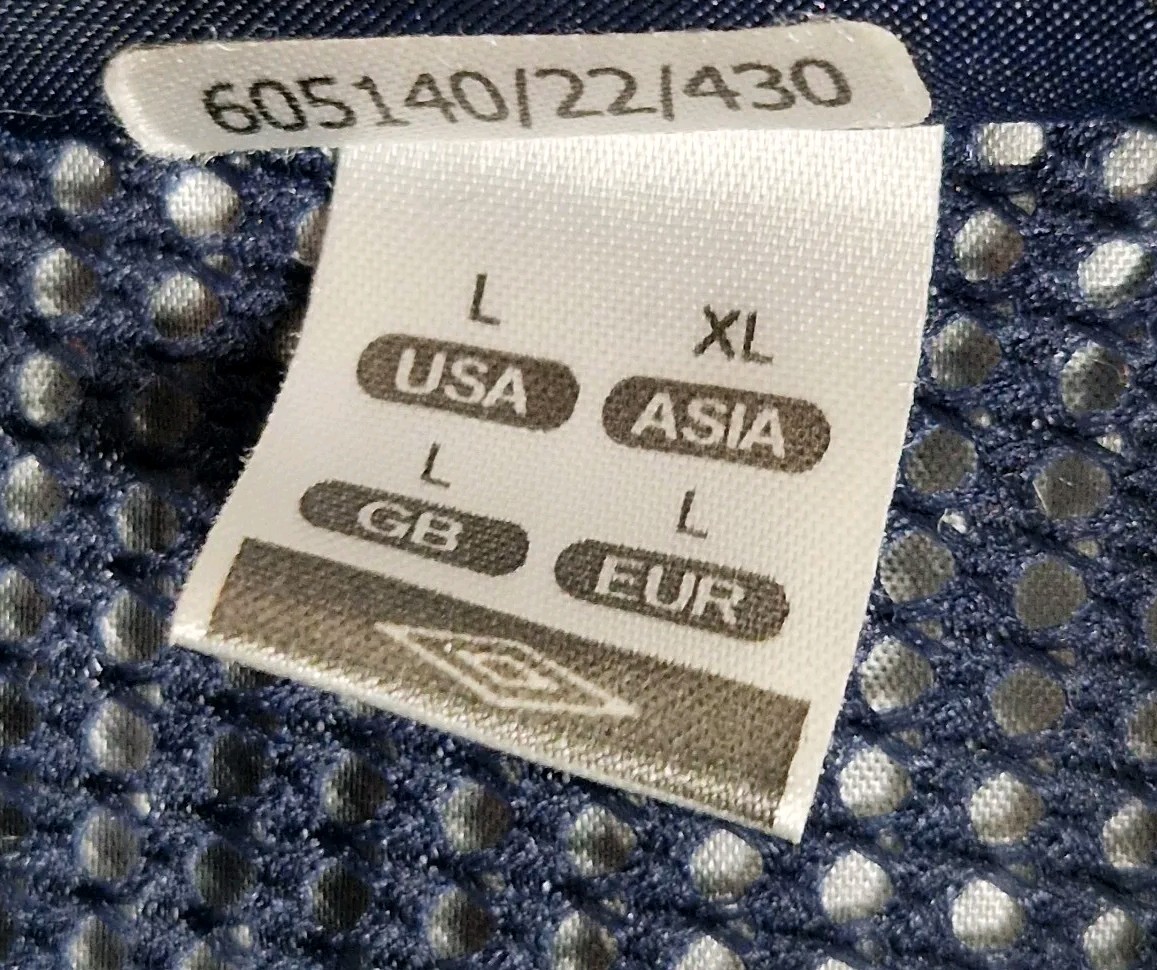 605140/22/430
L XL
USA ASIA
L L
GB EUR